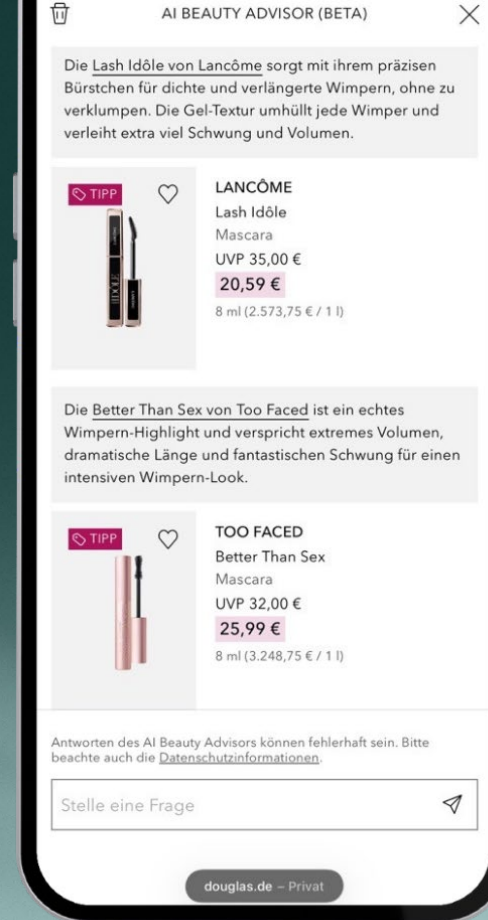 AI BEAUTY ADVISOR (BETA)
Die Lash Idôle von Lancôme sorgt mit ihrem präzisen
Bürstchen für dichte und verlängerte Wimpern, ohne zu
verklumpen. Die Gel-Textur umhüllt jede Wimper und
verleiht extra viel Schwung und Volumen.
TIPP
LANCÔME
Lash Idôle
Mascara
UVP 35,00 €
20,59 €
8 ml (2.573,75 € / 1 l)
Die Better Than Sex von Too Faced ist ein echtes
Wimpern-Highlight und verspricht extremes Volumen,
dramatische Länge und fantastischen Schwung für einen
intensiven Wimpern-Look.
TIPP
TOO FACED
Better Than Sex
Mascara
UVP 32,00 €
25,99 €
8 ml (3.248,75 € / 1 l)
Antworten des AI Beauty Advisors können fehlerhaft sein. Bitte
beachte auch die Datenschutzinformationen.
Stelle eine Frage
douglas.de – Privat